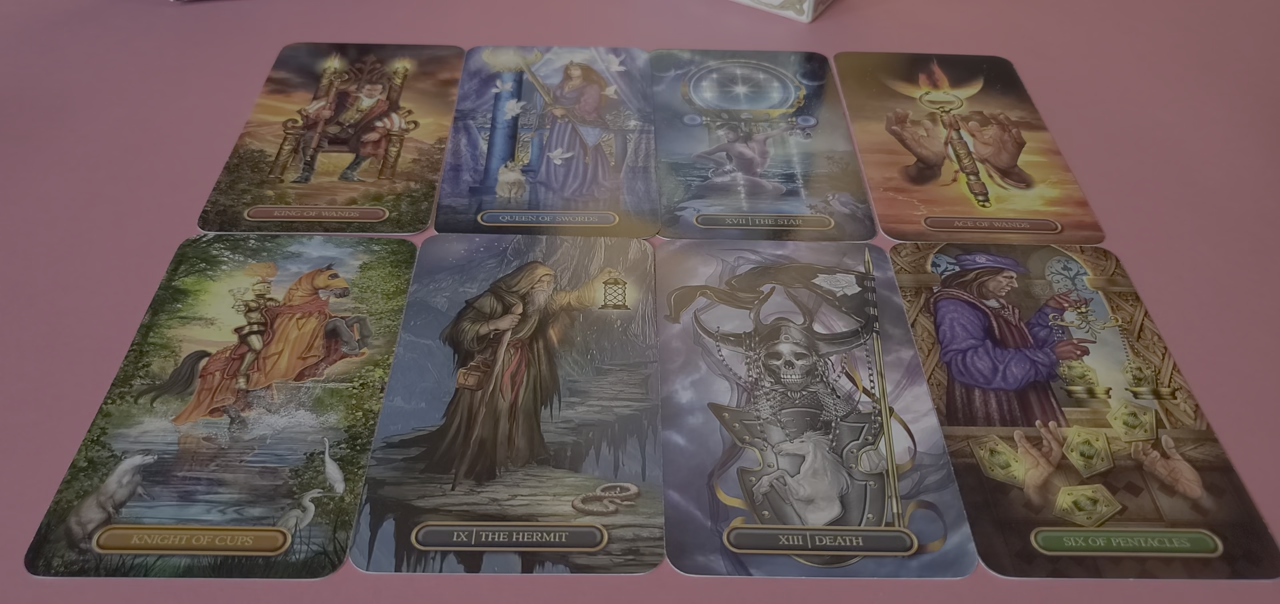 KING OF WANDS
QUEEN OF SWORDS
XVII | THE STAR
ACE OF WANDS
KNIGHT OF CUPS
IX | THE HERMIT
XIII | DEATH
SIX OF PENTACLES